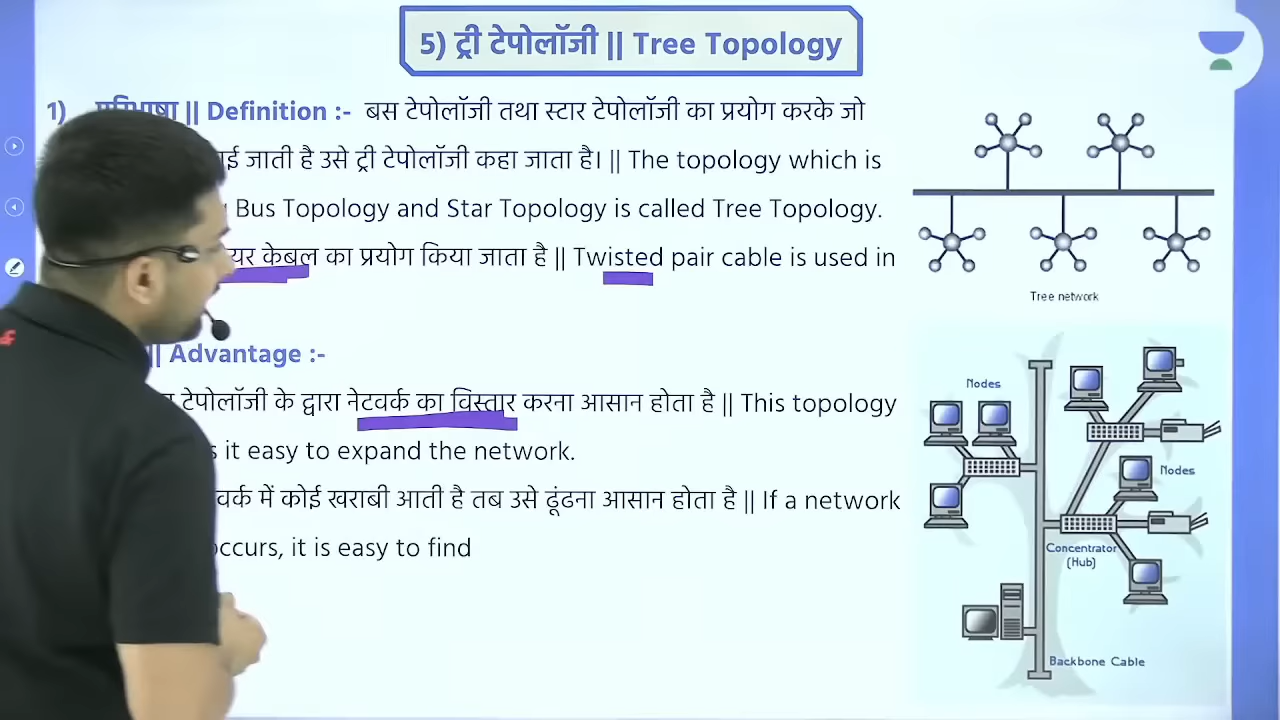 5) ट्री टेपोलॉजी || Tree Topology
1) परिभाषा || Definition :- बस टेपोलॉजी तथा स्टार टेपोलॉजी का प्रयोग करके जो
जाती है उसे ट्री टेपोलॉजी कहा जाता है। || The topology which is
Bus Topology and Star Topology is called Tree Topology.
केबल का प्रयोग किया जाता है || Twisted pair cable is used in
|| Advantage :-
टेपोलॉजी के द्वारा नेटवर्क का विस्तार करना आसान होता है || This topology
it easy to expand the network.
में कोई खराबी आती है तब उसे ढूंढना आसान होता है || If a network
occurs, it is easy to find
Tree network
Nodes
Nodes
Concentrator
(Hub)
Backbone Cable